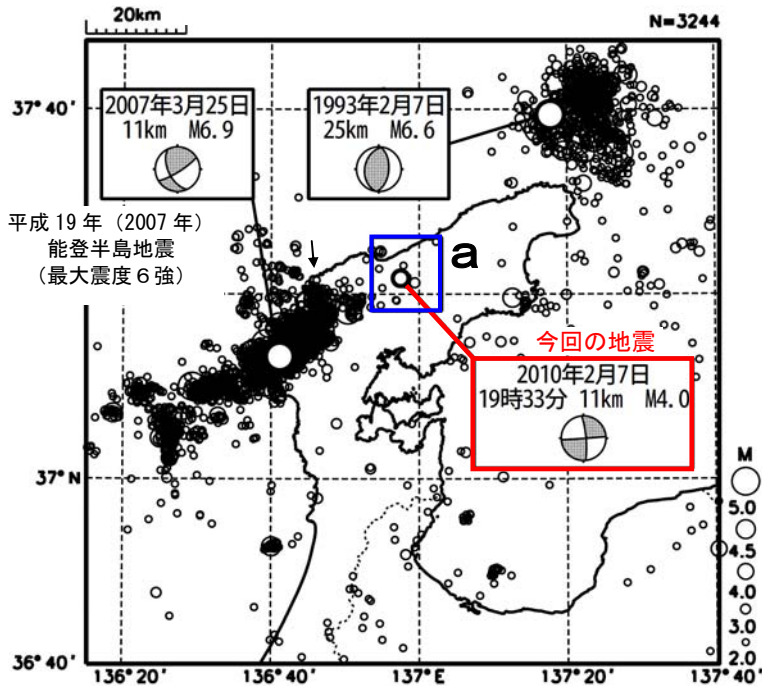 20km
N=3244
37°40'
2007年3月25日
11km M6.9
1993年2月7日
25km M6.6
平成19年（2007年）
能登半島地震
（最大震度６強）
↓
a
今回の地震
2010年2月7日
19時33分 11km M4.0
37°N
M
5.0
4.5
4.0
3.0
2.0
36°40'
136°20'
136°40'
137°E
137°20'
137°40'